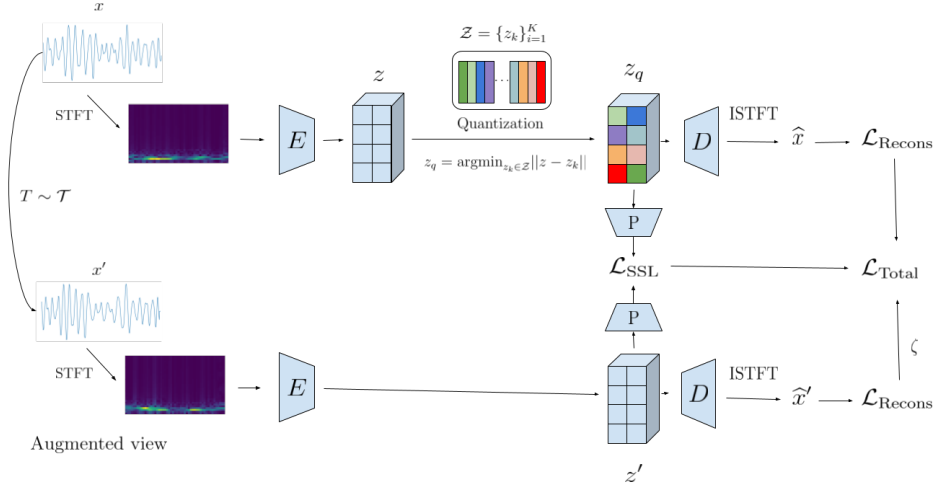 x
𝒵 = {z_k}_{i=1}^K
z
z_q
STFT
E
Quantization
z_q = argmin_{z_k∈𝒵}||z − z_k||
D
ISTFT
x̂
ℒ_Recons
T ∼ 𝒯
P
x′
ℒ_SSL
ℒ_Total
P
STFT
E
D
ISTFT
x̂′
ζ
ℒ_Recons
Augmented view
z′